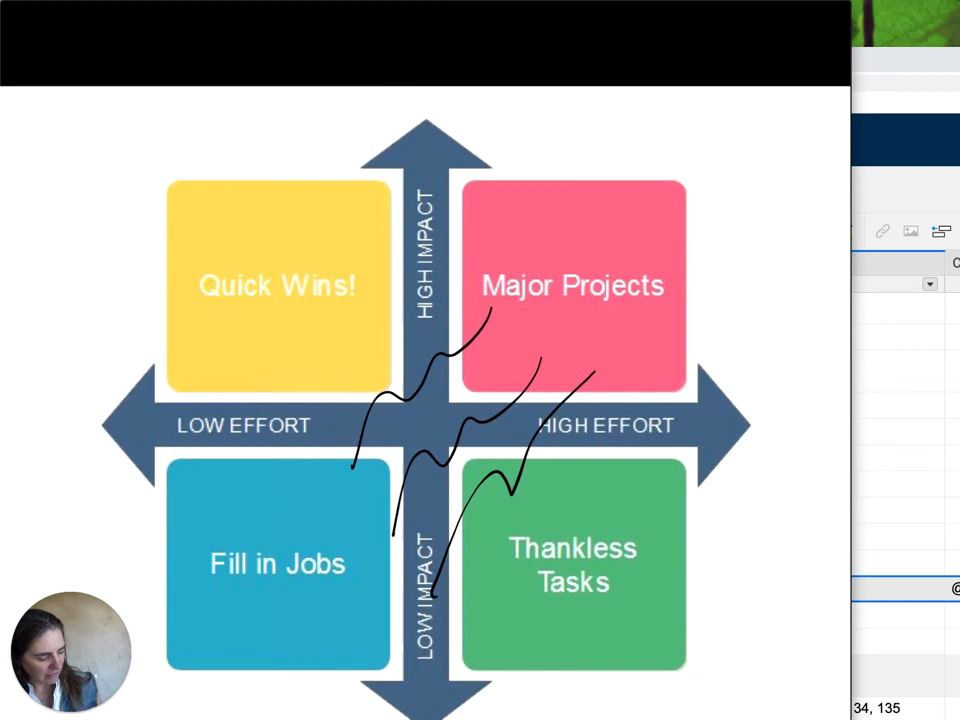 HIGH IMPACT
Quick Wins!
Major Projects
LOW EFFORT
HIGH EFFORT
Fill in Jobs
LOW IMPACT
Thankless
Tasks
34, 135